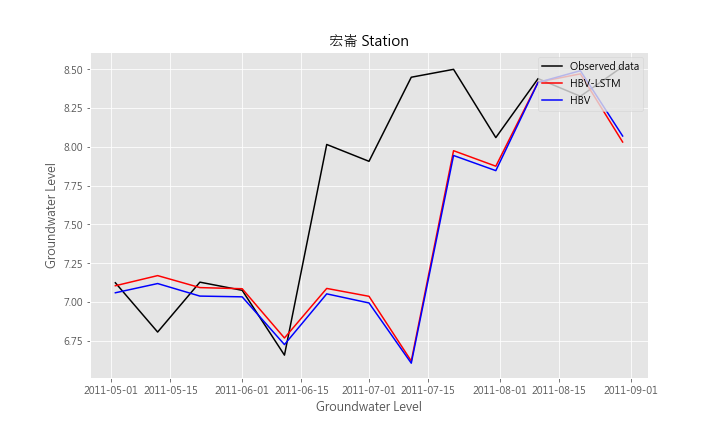 宏崙 Station
Groundwater Level
8.50
8.25
8.00
7.75
7.50
7.25
7.00
6.75
Observed data
HBV-LSTM
HBV
2011-05-01 2011-05-15 2011-06-01 2011-06-15 2011-07-01 2011-07-15 2011-08-01 2011-08-15 2011-09-01
Groundwater Level